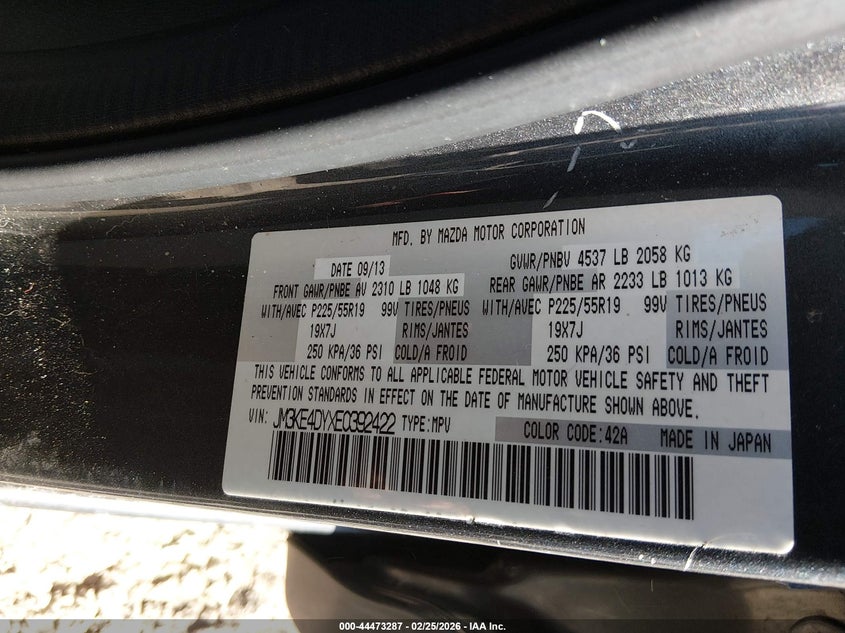 MFD. BY MAZDA MOTOR CORPORATION
DATE 09/13 GVWR/PNBV 4537 LB 2058 KG
FRONT GAWR/PNBE AV 2310 LB 1048 KG REAR GAWR/PNBE AR 2233 LB 1013 KG
WITH/AVEC P225/55R19 99V TIRES/PNEUS WITH/AVEC P225/55R19 99V TIRES/PNEUS
19X7J RIMS/JANTES 19X7J RIMS/JANTES
250 KPA/36 PSI COLD/A FROID 250 KPA/36 PSI COLD/A FROID
THIS VEHICLE CONFORMS TO ALL APPLICABLE FEDERAL MOTOR VEHICLE SAFETY AND THEFT
PREVENTION STANDARDS IN EFFECT ON THE DATE OF MANUFACTURE SHOWN ABOVE.
VIN: JM3KE4DYXE0392422 TYPE:MPV COLOR CODE:42A MADE IN JAPAN
000-44473287 - 02/25/2026 - IAA Inc.